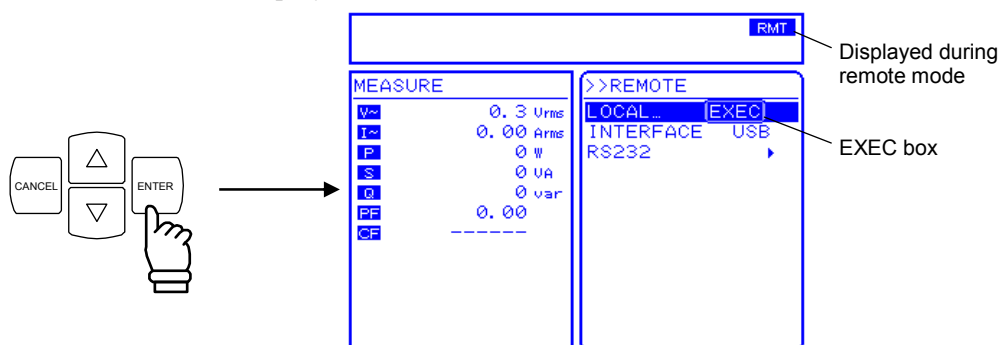 RMT
Displayed during
remote mode
MEASURE
V~ 0.3 Vrms
I~ 0.00 Arms
P 0 W
S 0 VA
Q 0 var
PF 0.00
CF ------
>>REMOTE
LOCAL… EXEC
INTERFACE USB
RS232
EXEC box
CANCEL
ENTER